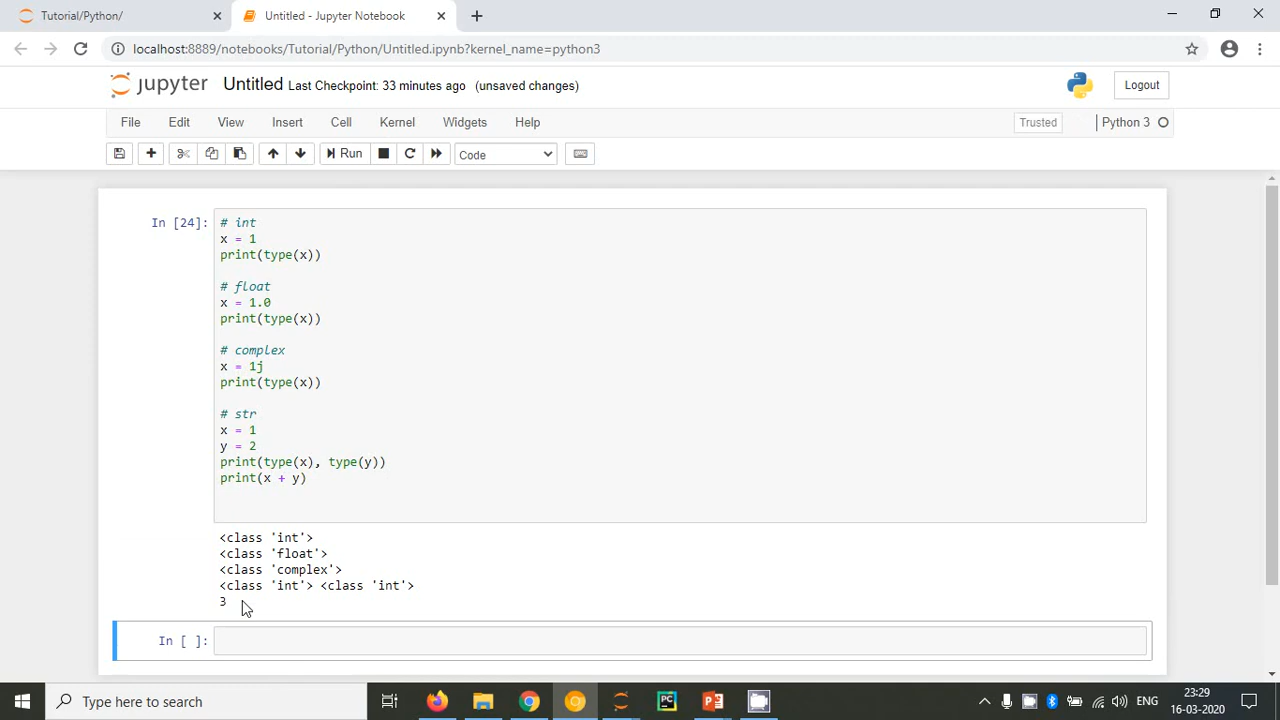 Tutorial/Python/
Untitled - Jupyter Notebook
localhost:8889/notebooks/Tutorial/Python/Untitled.ipynb?kernel_name=python3
jupyter Untitled Last Checkpoint: 33 minutes ago (unsaved changes)
Logout
File Edit View Insert Cell Kernel Widgets Help
Trusted
Python 3
Run
Code
In [24]:
# int
x = 1
print(type(x))
# float
x = 1.0
print(type(x))
# complex
x = 1j
print(type(x))
# str
x = 1
y = 2
print(type(x), type(y))
print(x + y)
<class 'int'>
<class 'float'>
<class 'complex'>
<class 'int'> <class 'int'>
3
In [ ]:
Type here to search
PC
P
ENG
23:29
16-03-2020